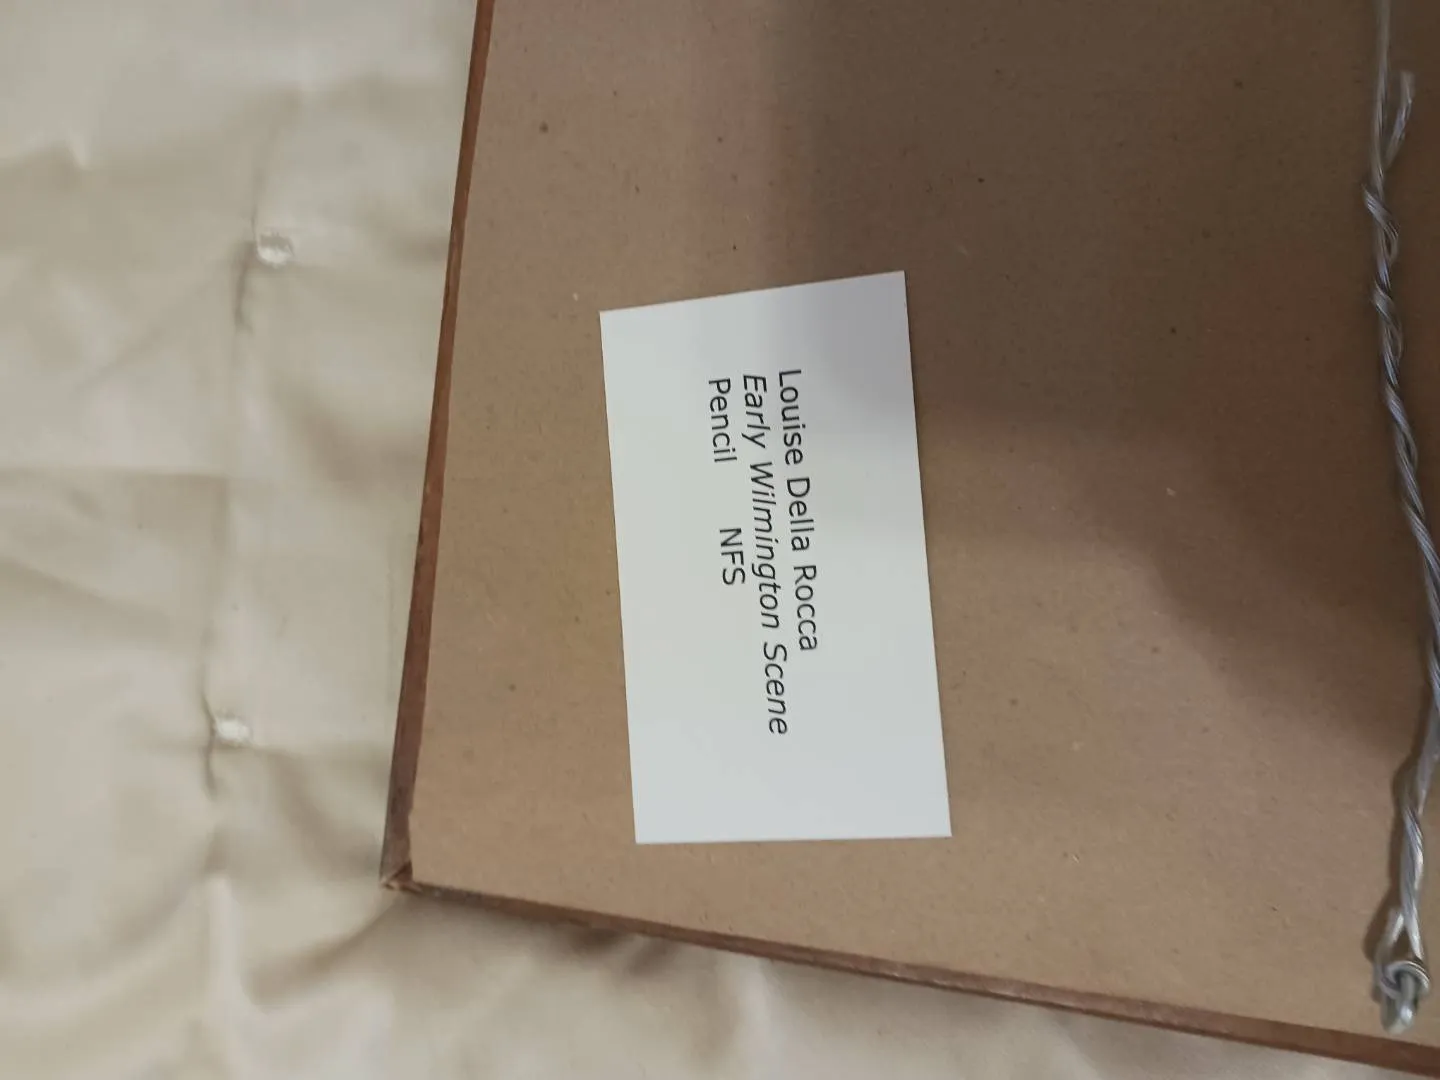 Louise Della Rocca
Early Wilmington Scene
Pencil NFS